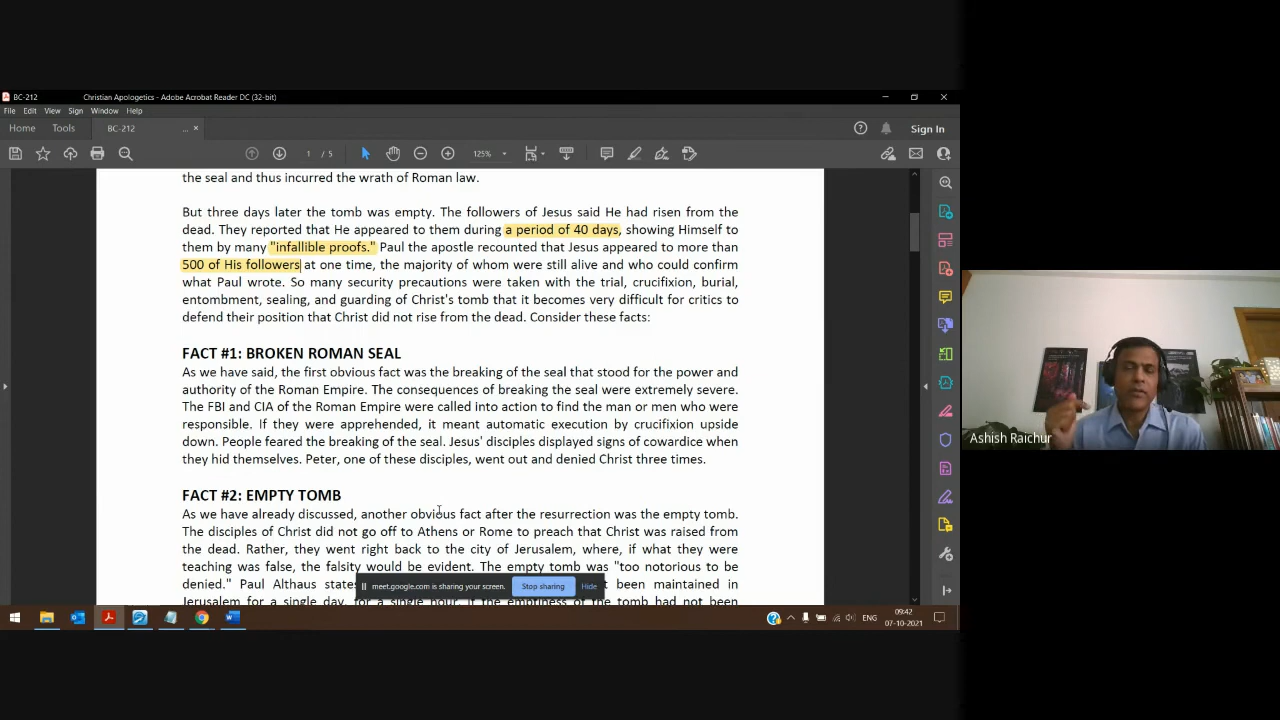 BC-212 Christian Apologetics - Adobe Acrobat Reader DC (32-bit)
File Edit View Sign Window Help
Home Tools BC-212 ... × Sign In
1 / 5 125%
the seal and thus incurred the wrath of Roman law.
But three days later the tomb was empty. The followers of Jesus said He had risen from the
dead. They reported that He appeared to them during a period of 40 days, showing Himself to
them by many "infallible proofs." Paul the apostle recounted that Jesus appeared to more than
500 of His followers at one time, the majority of whom were still alive and who could confirm
what Paul wrote. So many security precautions were taken with the trial, crucifixion, burial,
entombment, sealing, and guarding of Christ's tomb that it becomes very difficult for critics to
defend their position that Christ did not rise from the dead. Consider these facts:
FACT #1: BROKEN ROMAN SEAL
As we have said, the first obvious fact was the breaking of the seal that stood for the power and
authority of the Roman Empire. The consequences of breaking the seal were extremely severe.
The FBI and CIA of the Roman Empire were called into action to find the man or men who were
responsible. If they were apprehended, it meant automatic execution by crucifixion upside
down. People feared the breaking of the seal. Jesus' disciples displayed signs of cowardice when
they hid themselves. Peter, one of these disciples, went out and denied Christ three times.
Ashish Raichur
FACT #2: EMPTY TOMB
As we have already discussed, another obvious fact after the resurrection was the empty tomb.
The disciples of Christ did not go off to Athens or Rome to preach that Christ was raised from
the dead. Rather, they went right back to the city of Jerusalem, where, if what they were
teaching was false, the falsity would be evident. The empty tomb was "too notorious to be
denied." Paul Althaus states been maintained in
meet.google.com is sharing your screen. Stop sharing Hide
Jerusalem for a single day, for a single hour, if the emptiness of the tomb had not been
ENG 09:42
07-10-2021